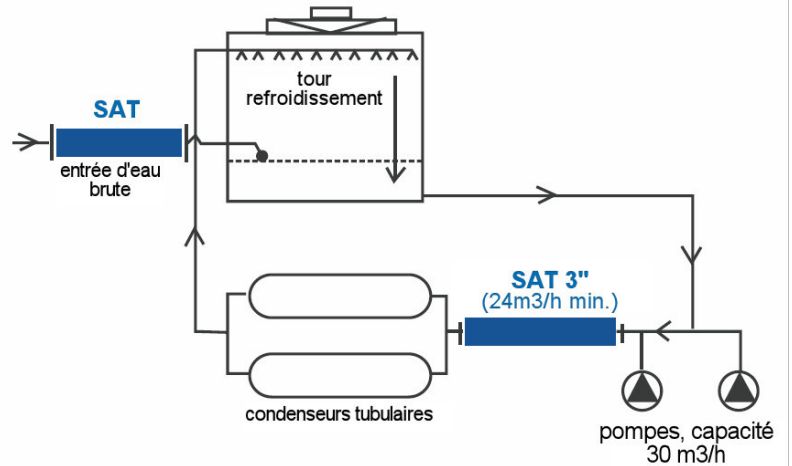 tour
refroidissement
SAT
entrée d'eau
brute
SAT 3"
(24m3/h min.)
condenseurs tubulaires
pompes, capacité
30 m3/h